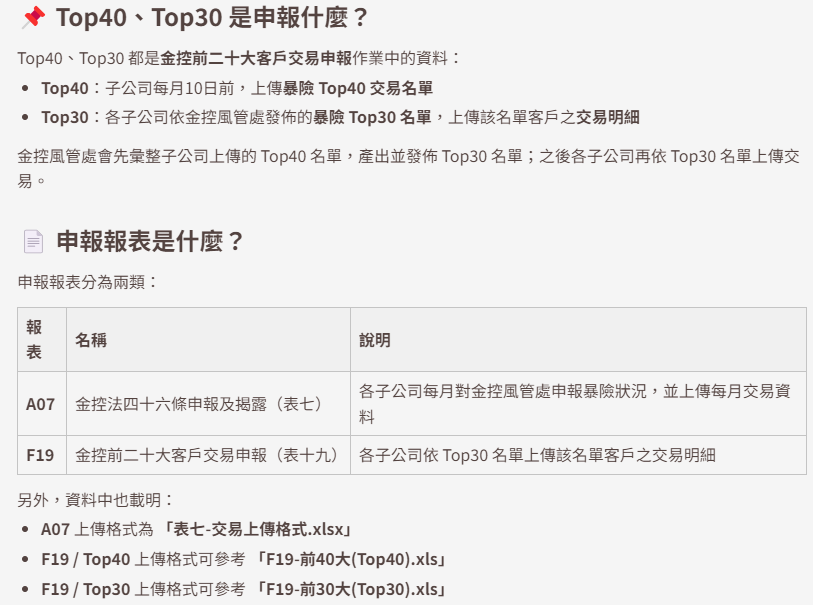 📌 Top40、Top30 是申報什麼？
Top40、Top30 都是金控前二十大客戶交易申報作業中的資料：
• Top40：子公司每月10日前，上傳暴險 Top40 交易名單
• Top30：各子公司依金控風管處發佈的暴險 Top30 名單，上傳該名單客戶之交易明細
金控風管處會先彙整子公司上傳的 Top40 名單，產出並發佈 Top30 名單；之後各子公司再依 Top30 名單上傳交
易。
📄 申報報表是什麼？
申報報表分為兩類：
報表 名稱 說明
A07 金控法四十六條申報及揭露（表七） 各子公司每月對金控風管處申報暴險狀況，並上傳每月交易資料
F19 金控前二十大客戶交易申報（表十九） 各子公司依 Top30 名單上傳該名單客戶之交易明細
另外，資料中也載明：
• A07 上傳格式為 「表七-交易上傳格式.xlsx」
• F19 / Top40 上傳格式可參考 「F19-前40大(Top40).xls」
• F19 / Top30 上傳格式可參考 「F19-前30大(Top30).xls」